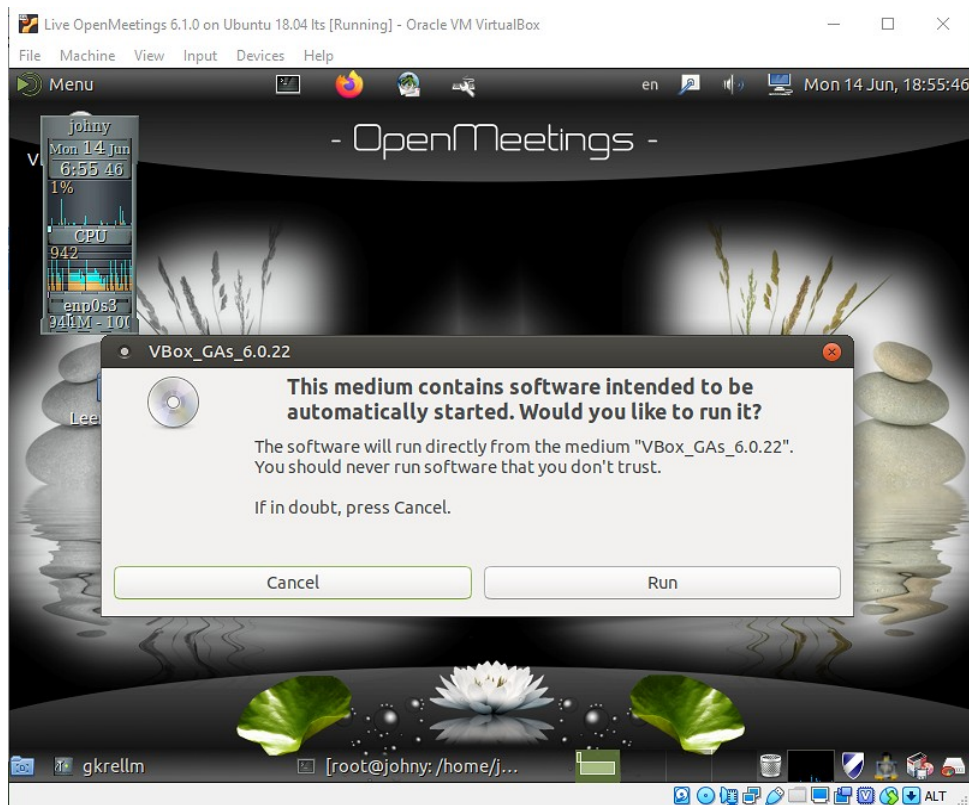 Live OpenMeetings 6.1.0 on Ubuntu 18.04 lts [Running] - Oracle VM VirtualBox
File Machine View Input Devices Help
Menu
en
Mon 14 Jun, 18:55:46
- OpenMeetings -
johny
Mon 14 Jun
6:55 46
1%
CPU
942
enp0s3
Lee
VBox_GAs_6.0.22
This medium contains software intended to be
automatically started. Would you like to run it?
The software will run directly from the medium "VBox_GAs_6.0.22".
You should never run software that you don't trust.
If in doubt, press Cancel.
Cancel
Run
gkrellm
[root@johny: /home/j...
ALT